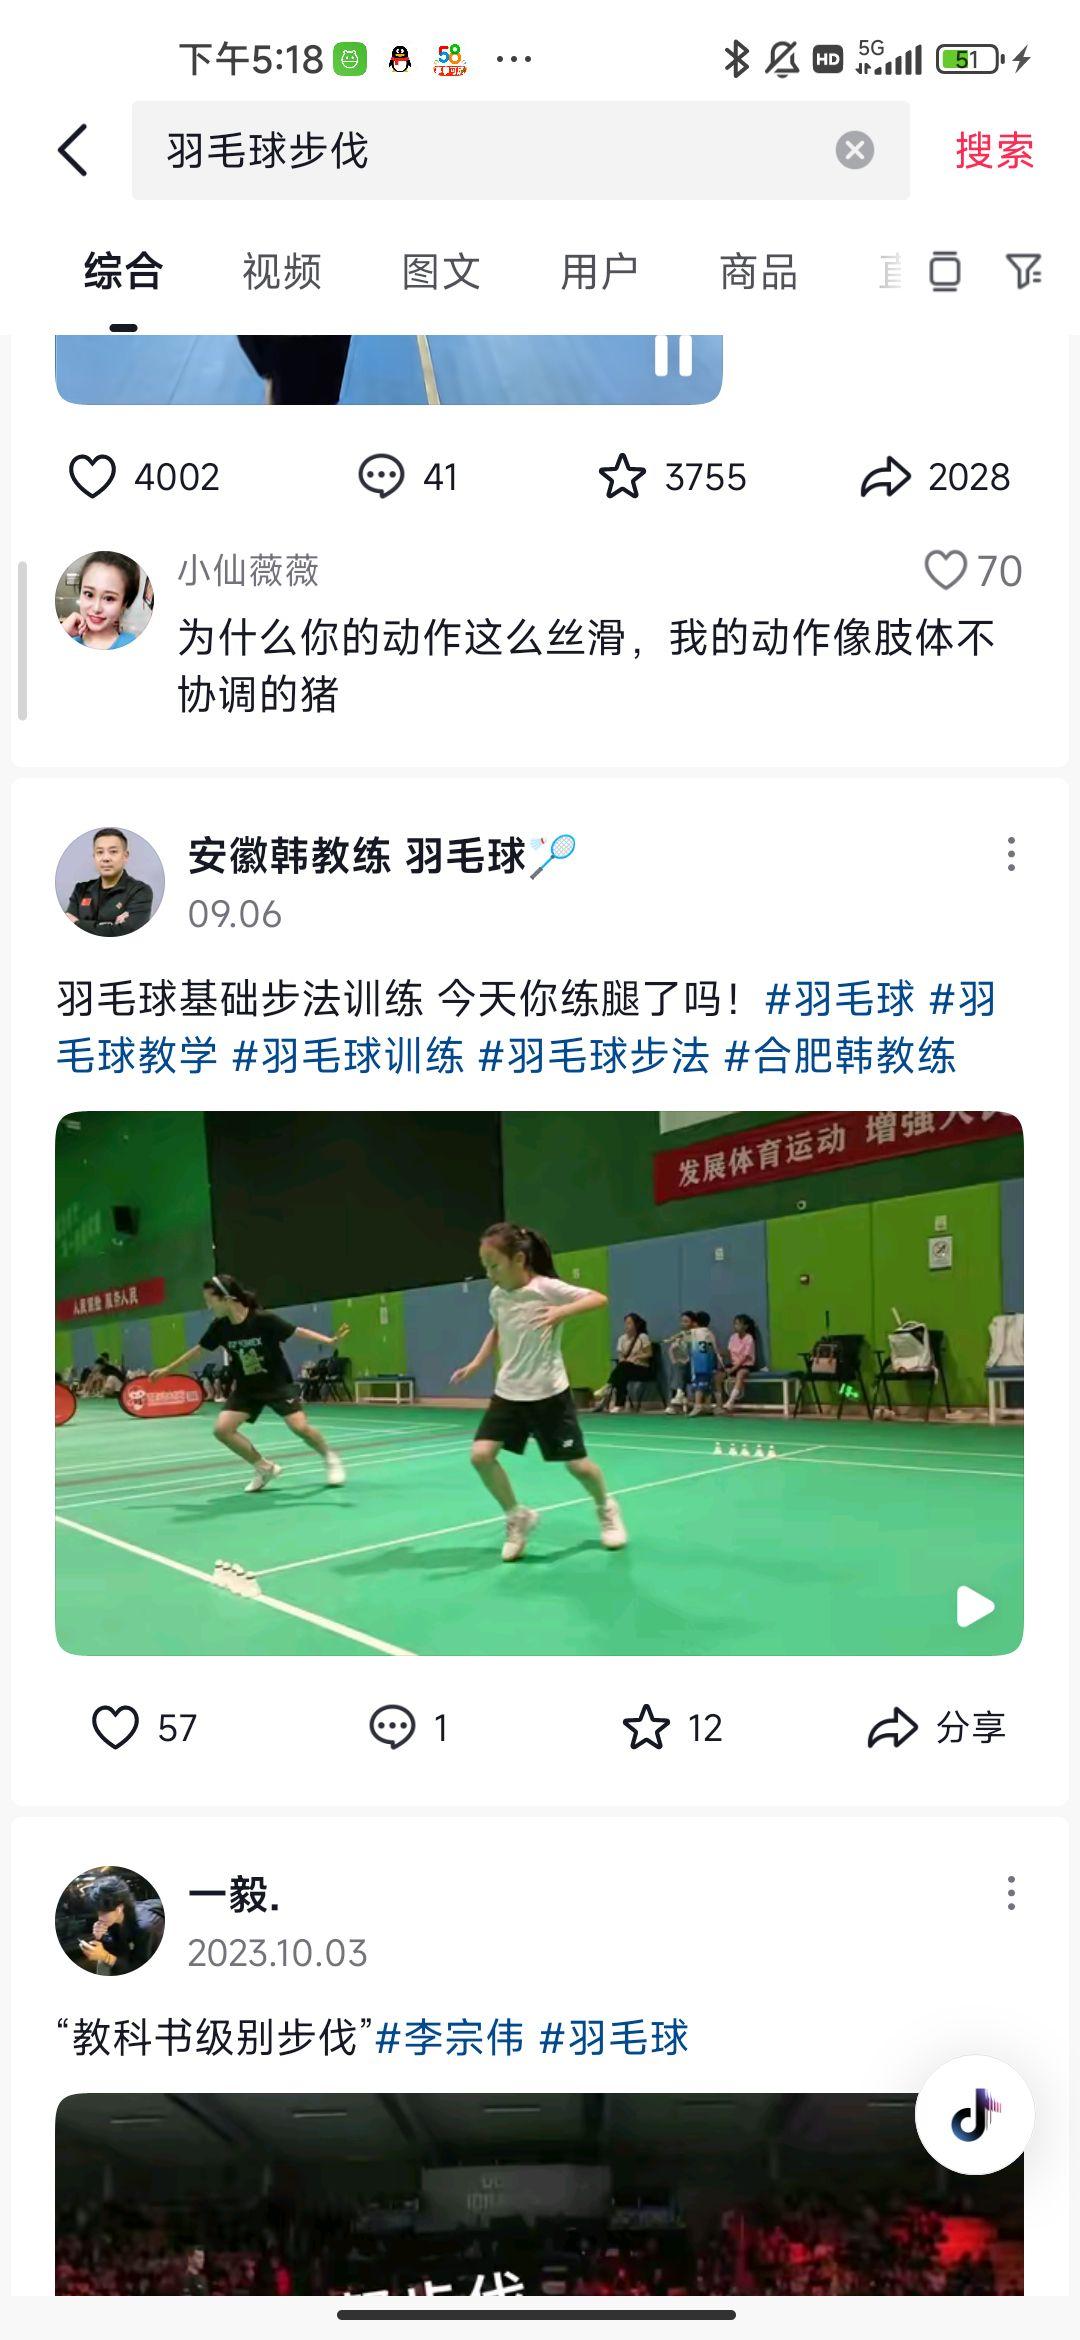 下午5:18
58
HD
5G
51
羽毛球步伐
搜索
综合
视频
图文
用户
商品
4002
41
3755
2028
小仙薇薇
70
为什么你的动作这么丝滑，我的动作像肢体不
协调的猪
安徽韩教练 羽毛球🏸
09.06
羽毛球基础步法训练 今天你练腿了吗！#羽毛球 #羽
毛球教学 #羽毛球训练 #羽毛球步法 #合肥韩教练
发展体育运动 增强人
57
1
12
分享
一毅.
2023.10.03
“教科书级别步伐”#李宗伟 #羽毛球